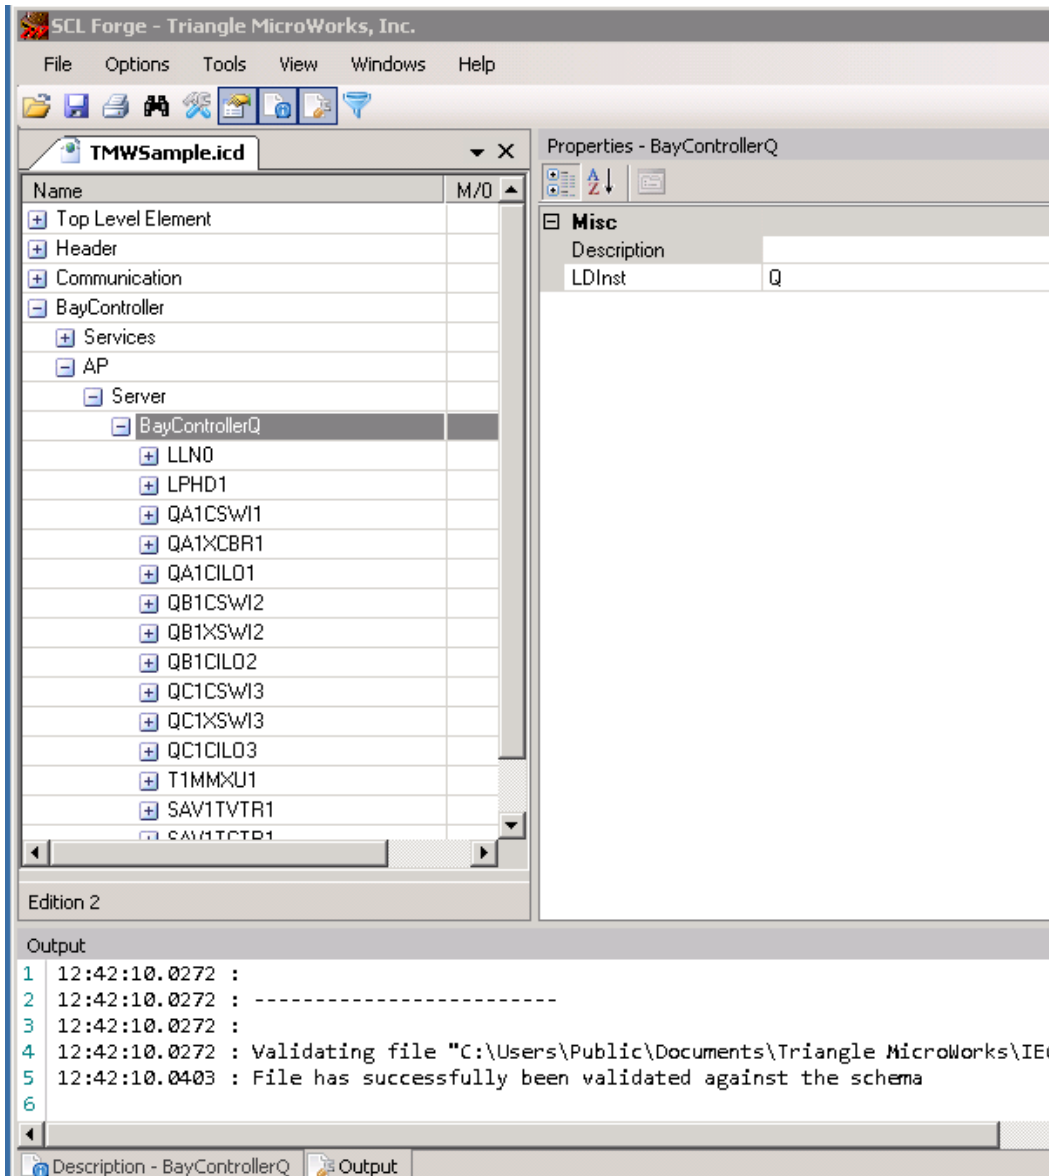 SCL Forge - Triangle MicroWorks, Inc.
File Options Tools View Windows Help
TMWSample.icd
Name M/O
Top Level Element
Header
Communication
BayController
Services
AP
Server
BayControllerQ
LLN0
LPHD1
QA1CSWI1
QA1XCBR1
QA1CILO1
QB1CSWI2
QB1XSWI2
QB1CILO2
QC1CSWI3
QC1XSWI3
QC1CILO3
T1MMXU1
SAV1TVTR1
SAV1TCTR1
Edition 2
Properties - BayControllerQ
Misc
Description
LDInst Q
Output
1 12:42:10.0272 :
2 12:42:10.0272 : -------------------------
3 12:42:10.0272 :
4 12:42:10.0272 : Validating file "C:\Users\Public\Documents\Triangle MicroWorks\IE
5 12:42:10.0403 : File has successfully been validated against the schema
6
Description - BayControllerQ Output